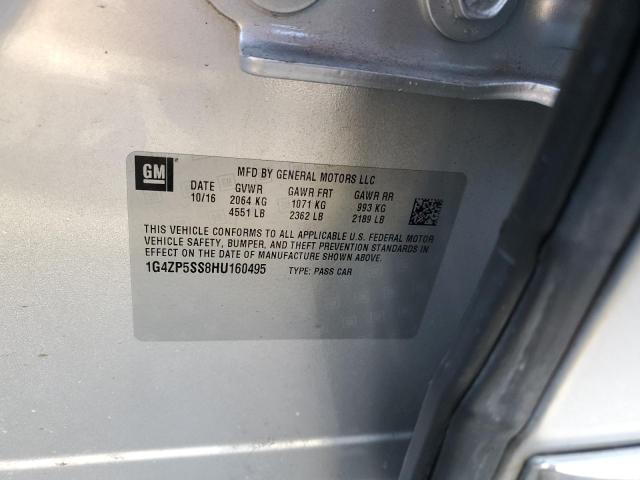 GM
MFD BY GENERAL MOTORS LLC
DATE GVWR GAWR FRT GAWR RR
10/16 2064 KG 1071 KG 993 KG
4551 LB 2362 LB 2189 LB
THIS VEHICLE CONFORMS TO ALL APPLICABLE U.S. FEDERAL MOTOR
VEHICLE SAFETY, BUMPER, AND THEFT PREVENTION STANDARDS IN
EFFECT ON THE DATE OF MANUFACTURE SHOWN ABOVE.
1G4ZP5SS8HU160495 TYPE: PASS CAR